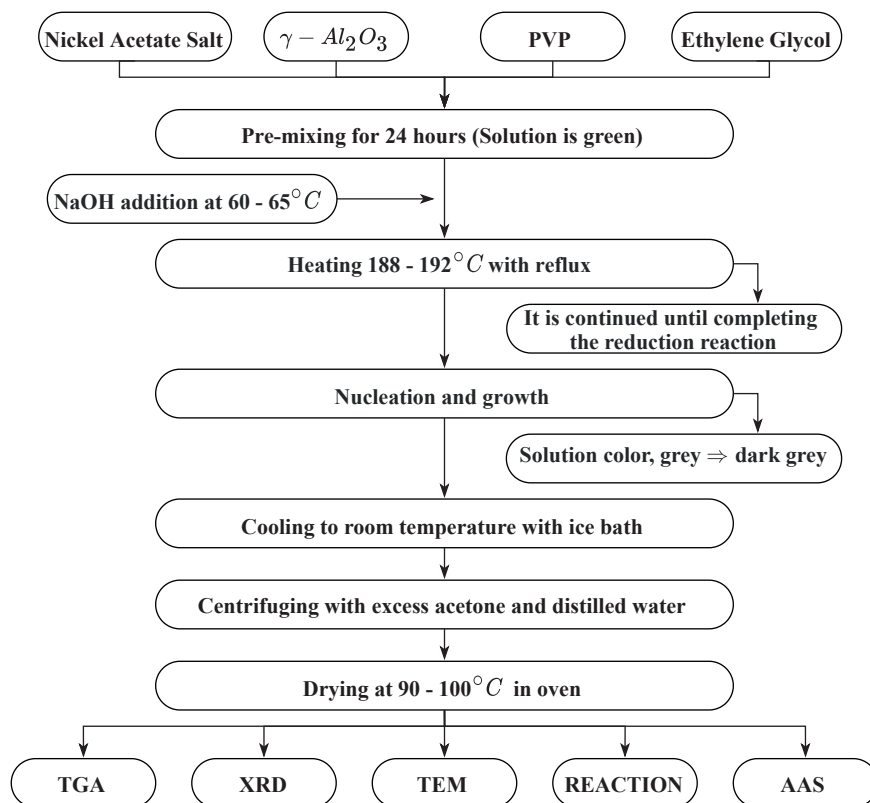 Nickel Acetate Salt
γ − Al₂O₃
PVP
Ethylene Glycol
Pre-mixing for 24 hours (Solution is green)
NaOH addition at 60 - 65°C
Heating 188 - 192°C with reflux
It is continued until completing
the reduction reaction
Nucleation and growth
Solution color, grey ⇒ dark grey
Cooling to room temperature with ice bath
Centrifuging with excess acetone and distilled water
Drying at 90 - 100°C in oven
TGA
XRD
TEM
REACTION
AAS